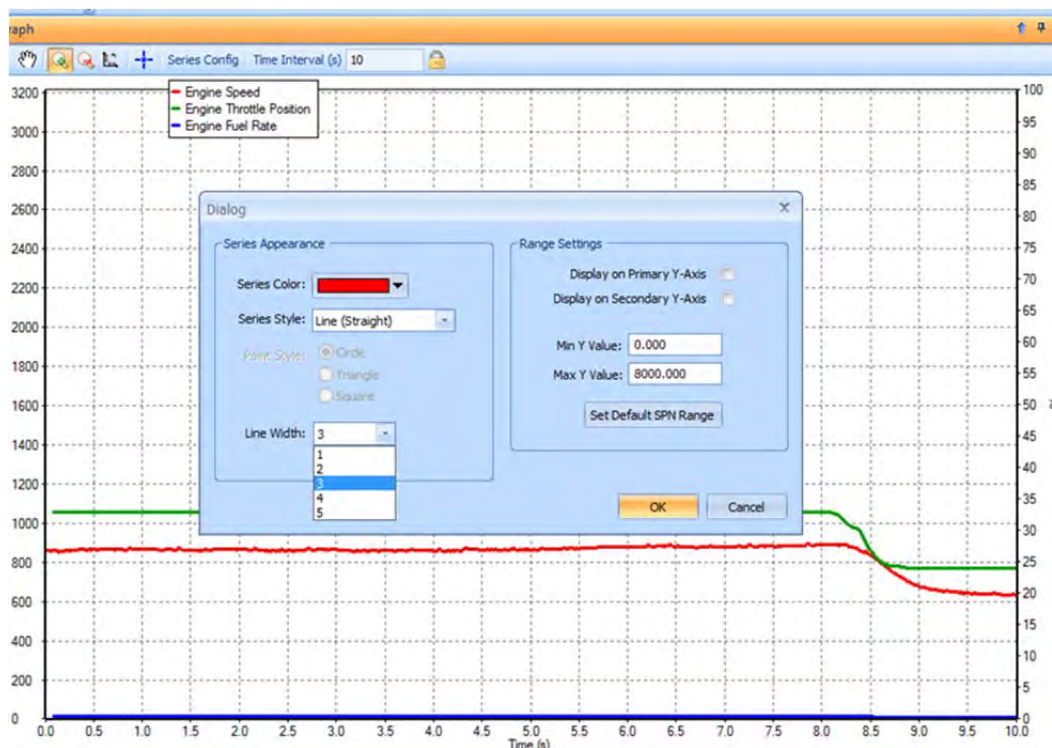 raph
Series Config Time Interval (s) 10
Engine Speed
Engine Throttle Position
Engine Fuel Rate
3200
3000
2800
2600
2400
2200
2000
1800
1600
1400
1200
1000
800
600
400
200
0
100
95
90
85
80
75
70
65
60
55
50
45
40
35
30
25
20
15
10
5
0
Dialog
Series Appearance
Series Color:
Series Style: Line (Straight)
Point Style: Circle
Triangle
Square
Line Width: 3
1
2
3
4
5
Range Settings
Display on Primary Y-Axis
Display on Secondary Y-Axis
Min Y Value: 0.000
Max Y Value: 8000.000
Set Default SPN Range
OK Cancel
0.0 0.5 1.0 1.5 2.0 2.5 3.0 3.5 4.0 4.5 5.0 5.5 6.0 6.5 7.0 7.5 8.0 8.5 9.0 9.5 10.0
Time (s)